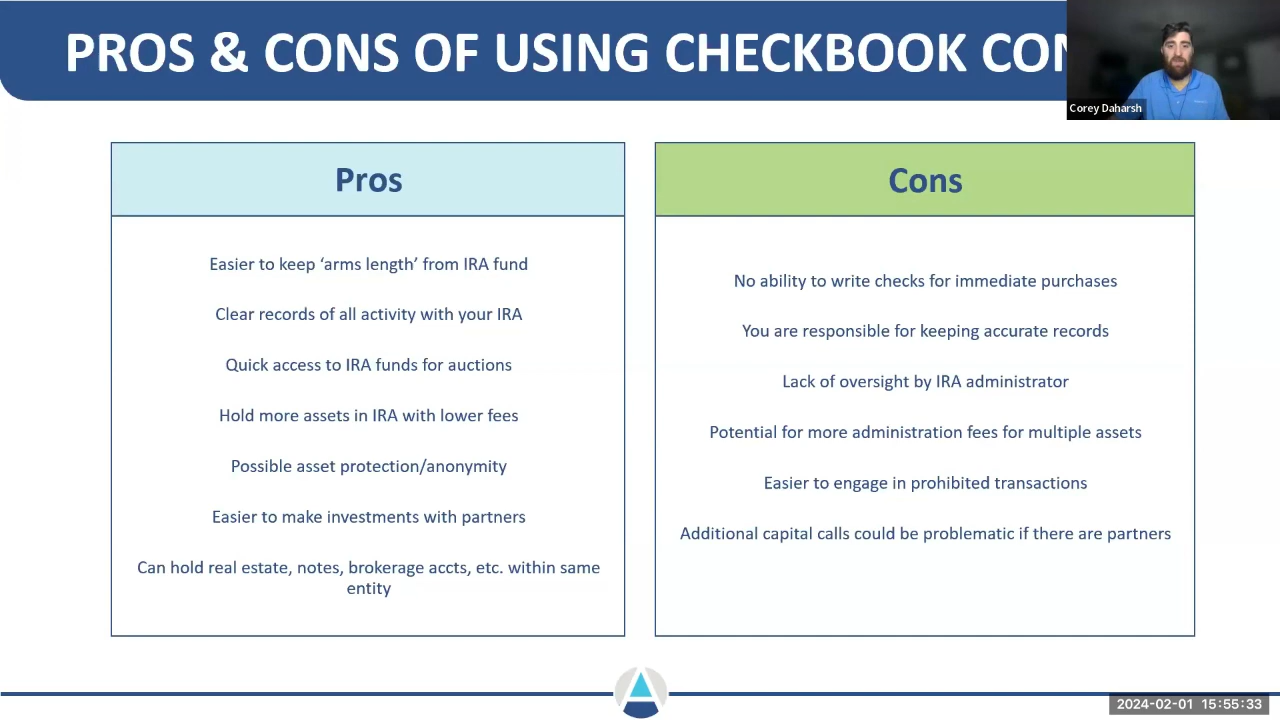 PROS & CONS OF USING CHECKBOOK CON
Corey Daharsh
Pros
Easier to keep ‘arms length’ from IRA fund
Clear records of all activity with your IRA
Quick access to IRA funds for auctions
Hold more assets in IRA with lower fees
Possible asset protection/anonymity
Easier to make investments with partners
Can hold real estate, notes, brokerage accts, etc. within same
entity
Cons
No ability to write checks for immediate purchases
You are responsible for keeping accurate records
Lack of oversight by IRA administrator
Potential for more administration fees for multiple assets
Easier to engage in prohibited transactions
Additional capital calls could be problematic if there are partners
2024-02-01 15:55:33